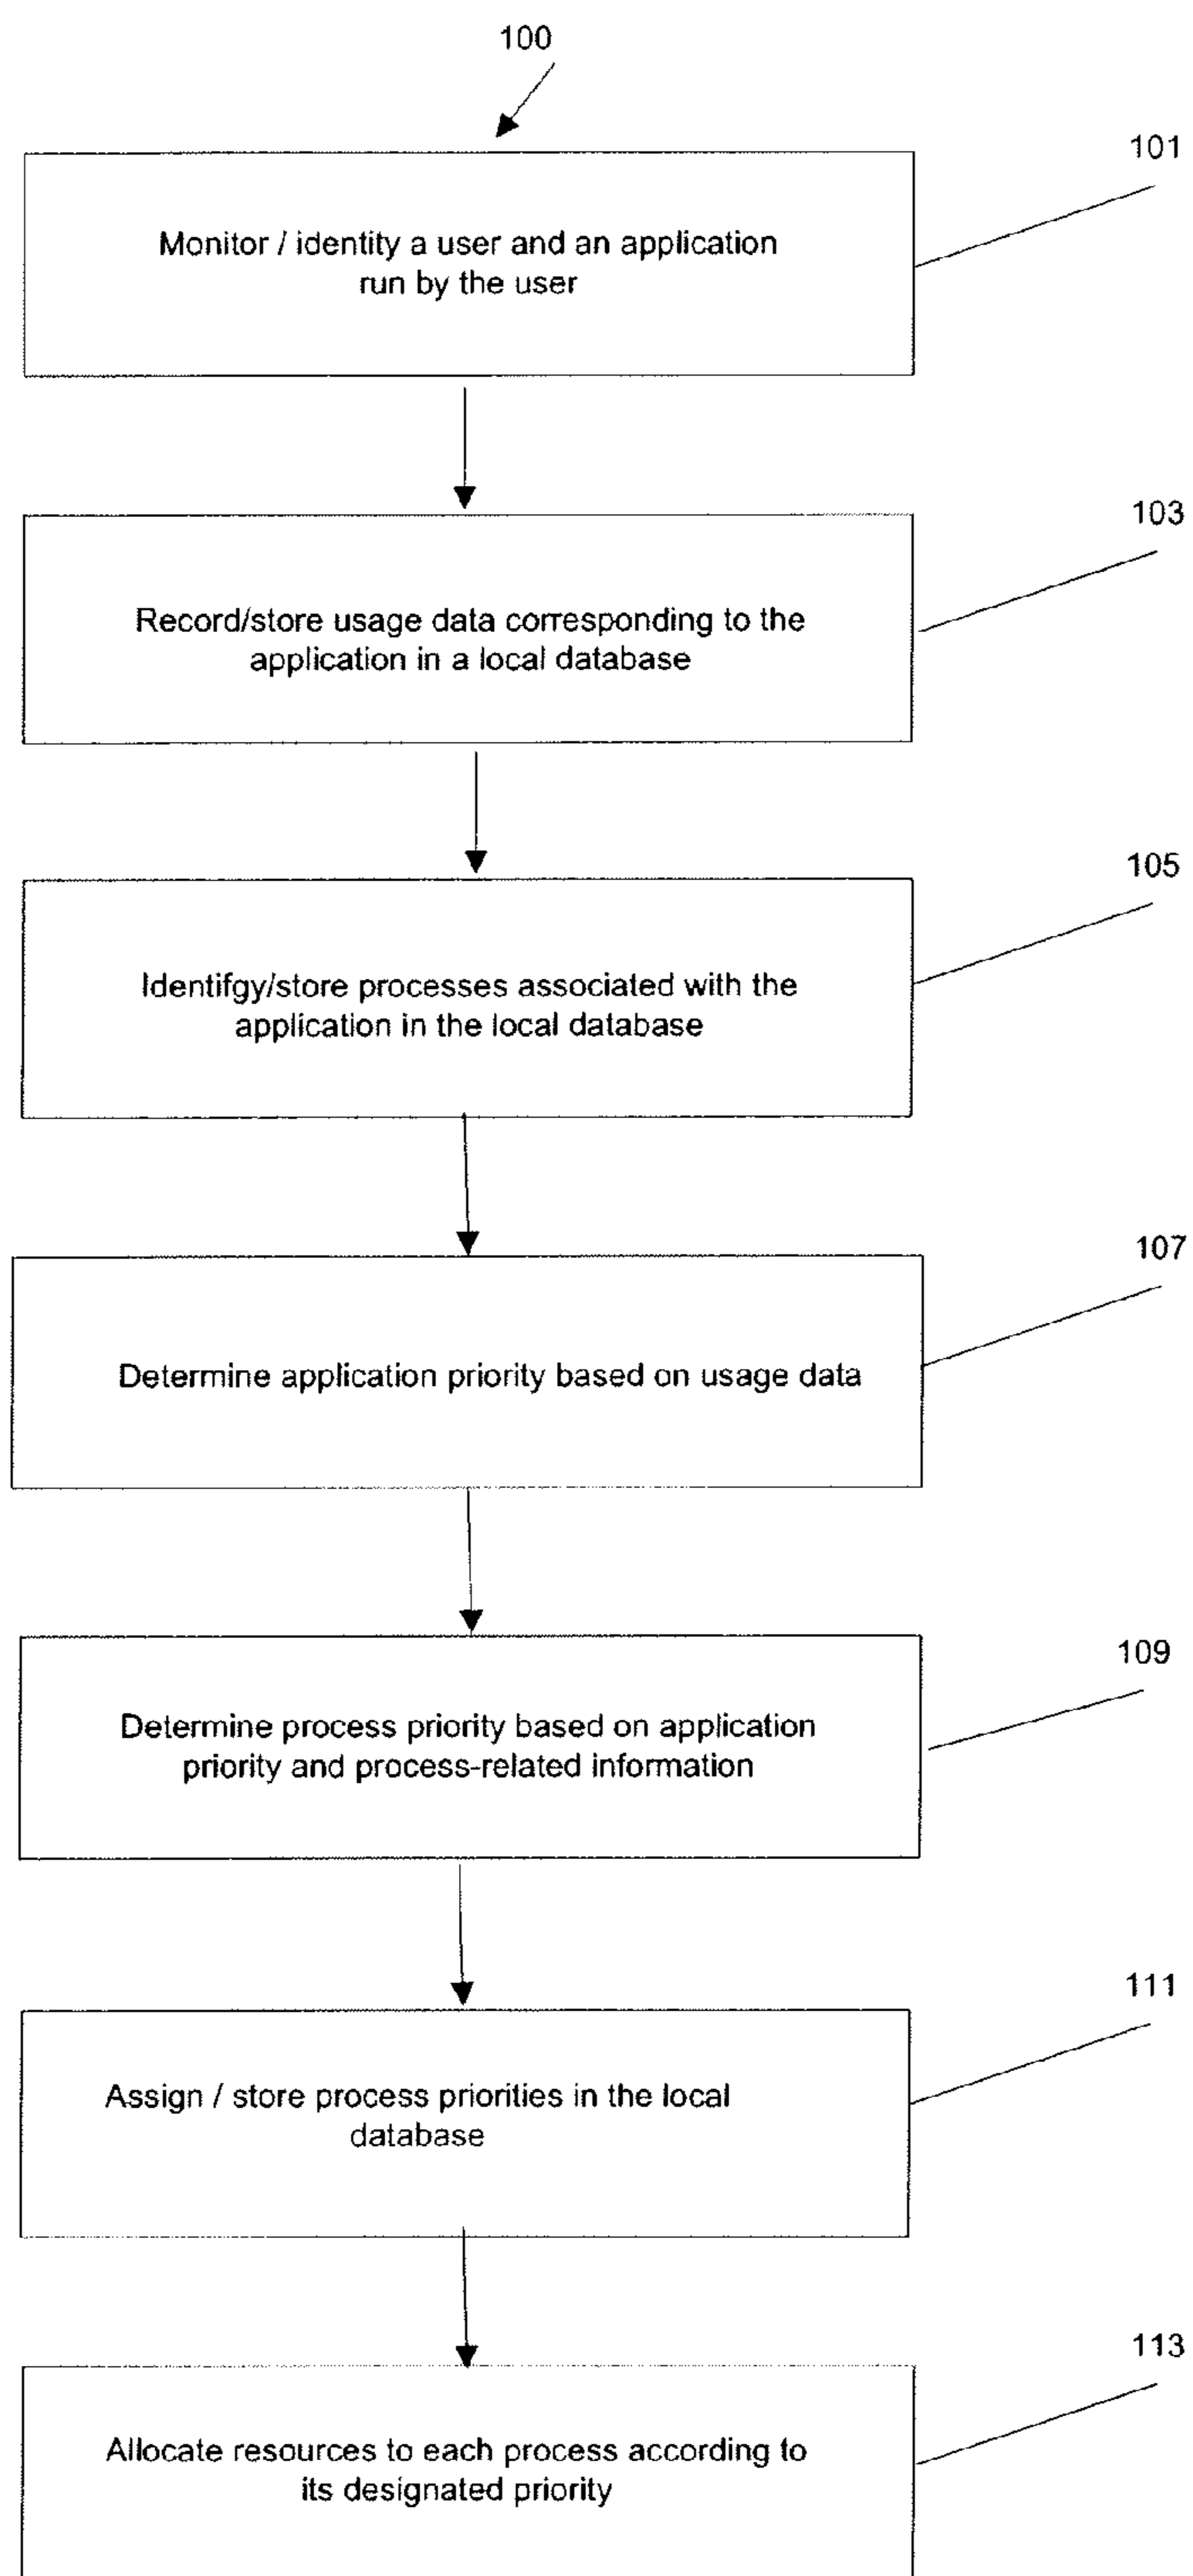 100
101
Monitor / identity a user and an application
run by the user
103
Record/store usage data corresponding to the
application in a local database
105
Identifgy/store processes associated with the
application in the local database
107
Determine application priority based on usage data
109
Determine process priority based on application
priority and process-related information
111
Assign / store process priorities in the local
database
113
Allocate resources to each process according to
its designated priority